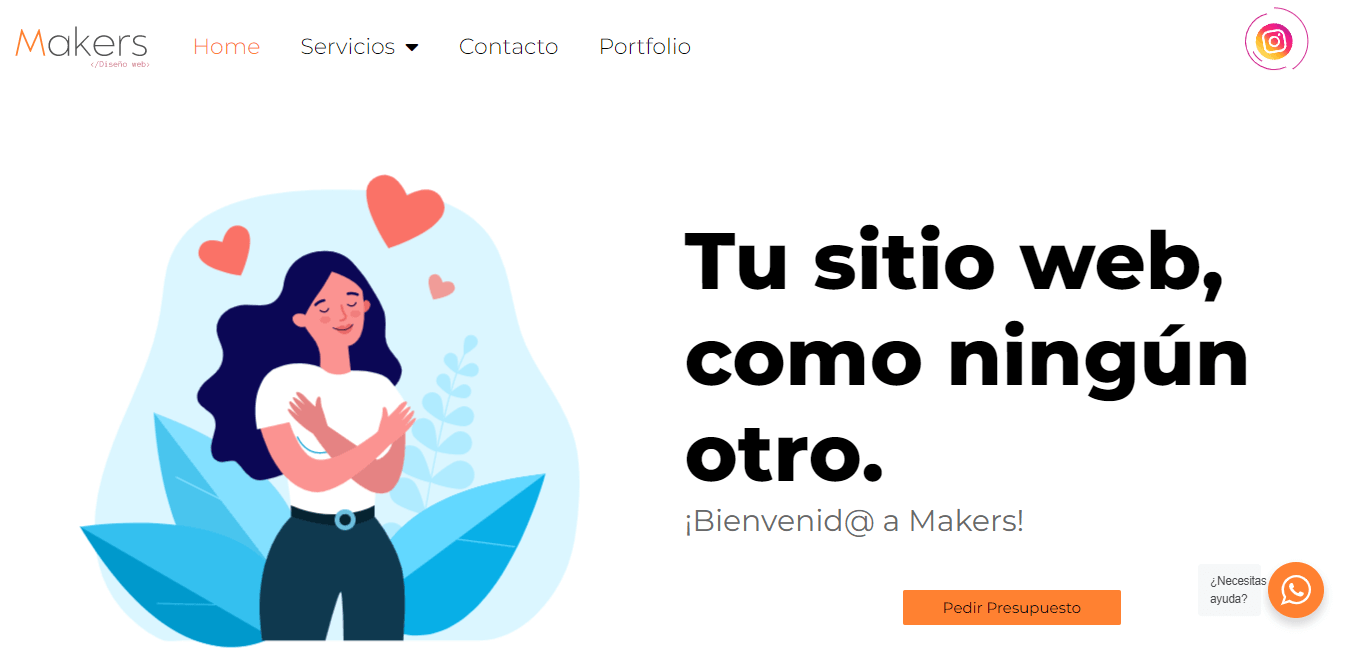 Makers
</Diseño web>
Home Servicios Contacto Portfolio
Tu sitio web,
como ningún
otro.
¡Bienvenid@ a Makers!
Pedir Presupuesto
¿Necesitas
ayuda?